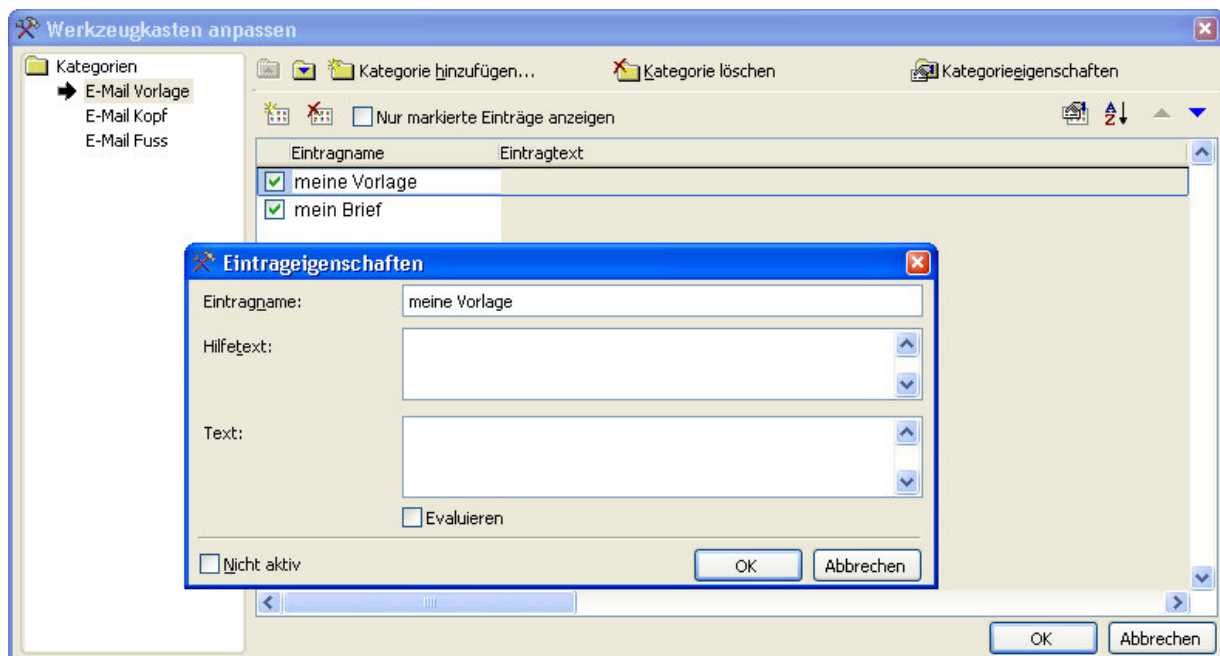 Werkzeugkasten anpassen
Kategorien
E-Mail Vorlage
E-Mail Kopf
E-Mail Fuss
Kategorie hinzufügen...
Kategorie löschen
Kategorieeigenschaften
Nur markierte Einträge anzeigen
Eintragname Eintragtext
meine Vorlage
mein Brief
Eintrageigenschaften
Eintragname: meine Vorlage
Hilfetext:
Text:
Evaluieren
Nicht aktiv OK Abbrechen
OK Abbrechen